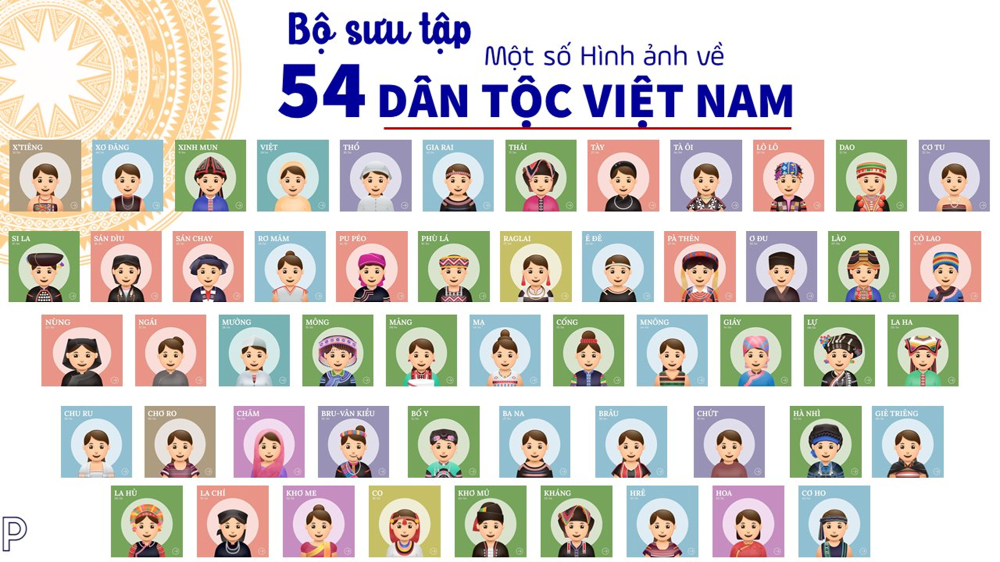 Bộ sưu tập
Một số Hình ảnh về
54 DÂN TỘC VIỆT NAM
X'TIÊNG
XƠ ĐĂNG
XINH MUN
VIỆT
THỔ
GIA RAI
THÁI
TÀY
TÀ ÔI
LÔ LÔ
DAO
CƠ TU
SI LA
SÁN DÌU
SÁN CHAY
RƠ MĂM
PU PÉO
PHÙ LÁ
RAGLAI
Ê ĐÊ
PÀ THẺN
Ơ ĐU
LÀO
CỜ LAO
NÙNG
NGÁI
MƯỜNG
MÔNG
MẢNG
MẠ
CỐNG
MNÔNG
GIÁY
LỰ
LA HA
CHU RU
CHƠ RO
CHĂM
BRU-VÂN KIỀU
BỐ Y
BA NA
BRÂU
CHỨT
HÀ NHÌ
GIẺ TRIÊNG
LA HỦ
LA CHÍ
KHƠ ME
CO
KHƠ MÚ
KHÁNG
HRÊ
HOA
CƠ HO
P